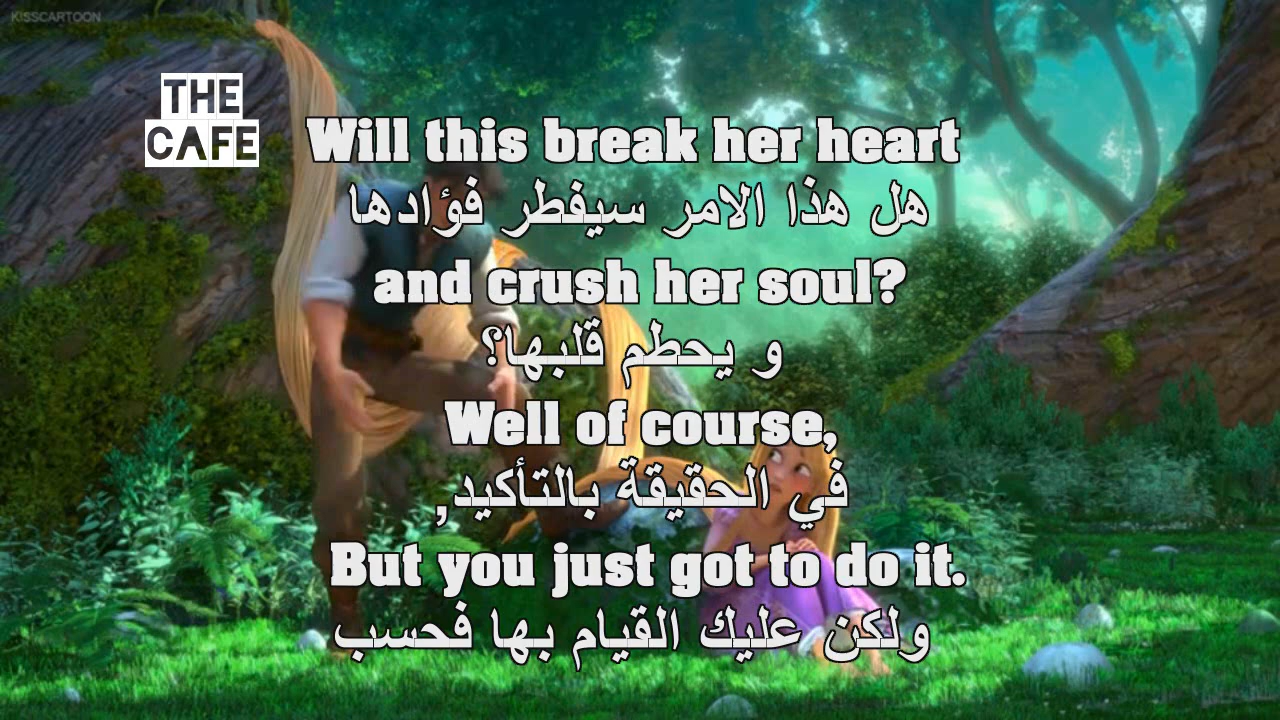 KISSCARTOON
THE
CAFE
Will this break her heart
هل هذا الامر سيفطر فؤادها
and crush her soul?
و يحطم قلبها؟
Well of course,
في الحقيقة بالتأكيد,
But you just got to do it.
ولكن عليك القيام بها فحسب